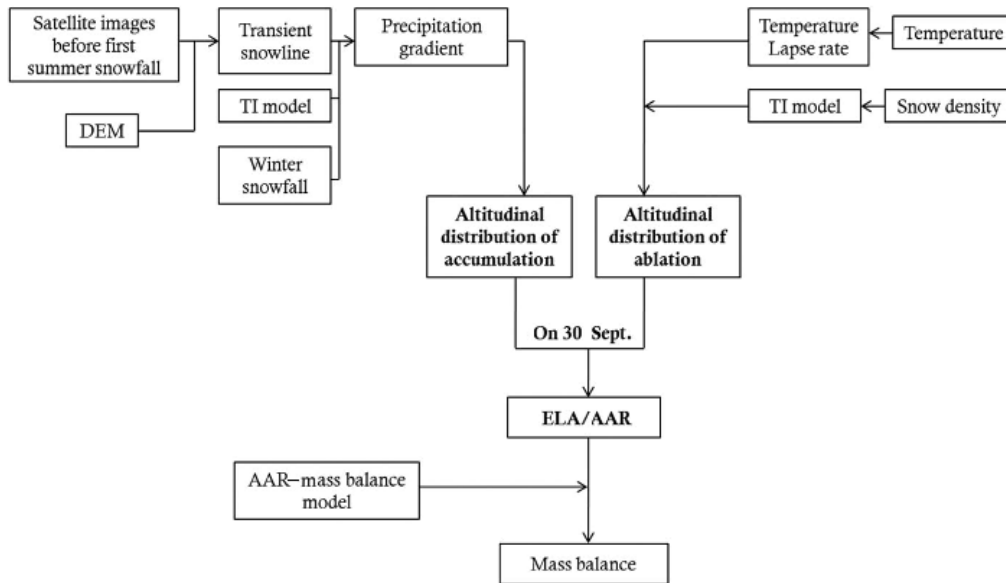 Satellite images
before first
summer snowfall
Transient
snowline
Precipitation
gradient
Temperature
Lapse rate
Temperature
TI model
TI model
Snow density
DEM
Winter
snowfall
Altitudinal
distribution of
accumulation
Altitudinal
distribution of
ablation
On 30 Sept.
ELA/AAR
AAR–mass balance
model
Mass balance